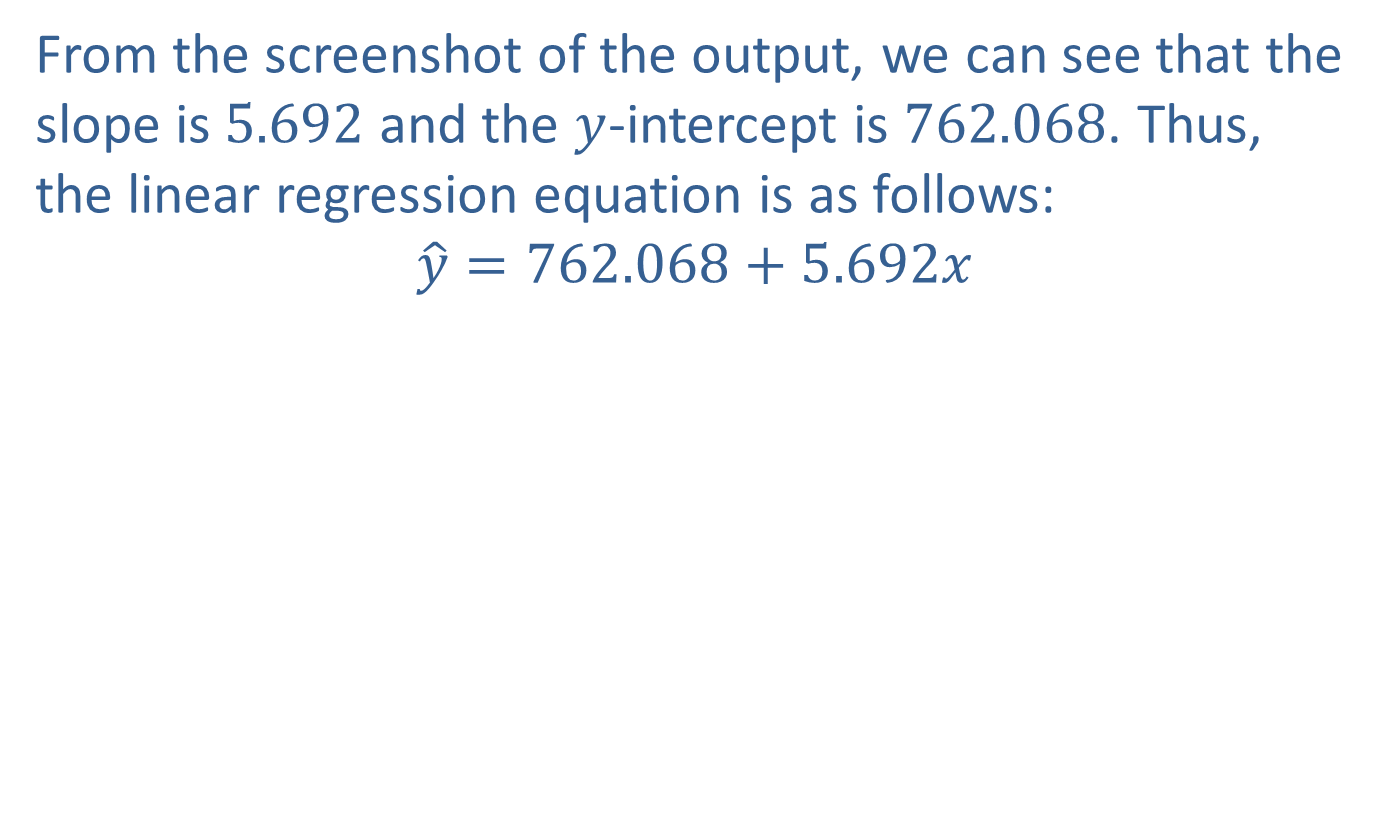 From the screenshot of the output, we can see that the
slope is 5.692 and the y-intercept is 762.068. Thus,
the linear regression equation is as follows:
ŷ = 762.068 + 5.692x